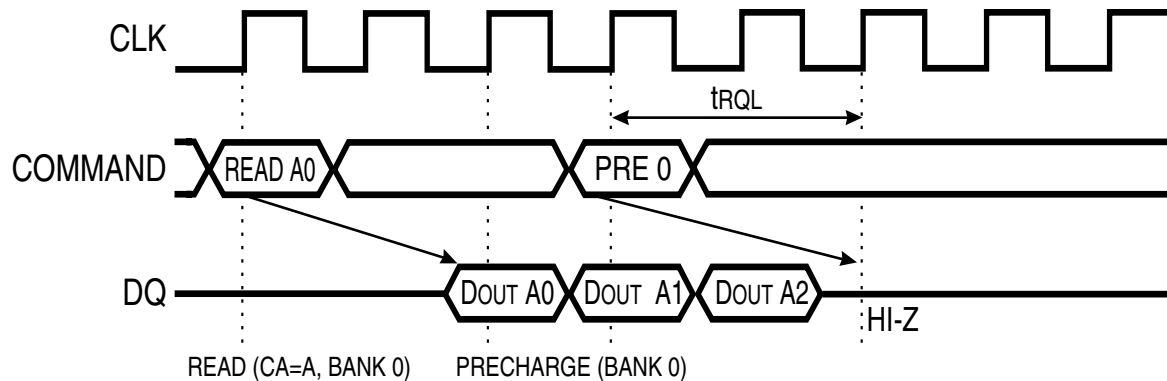 CLK
tRQL
COMMAND READ A0 PRE 0
DQ DOUT A0 DOUT A1 DOUT A2
HI-Z
READ (CA=A, BANK 0) PRECHARGE (BANK 0)